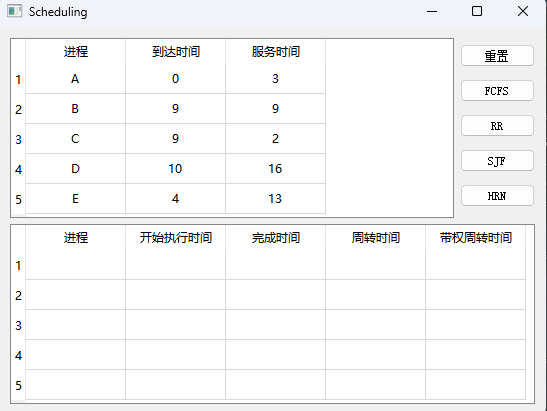 Scheduling
进程 到达时间 服务时间
1 A 0 3
2 B 9 9
3 C 9 2
4 D 10 16
5 E 4 13
重置
FCFS
RR
SJF
HRN
进程 开始执行时间 完成时间 周转时间 带权周转时间
1
2
3
4
5